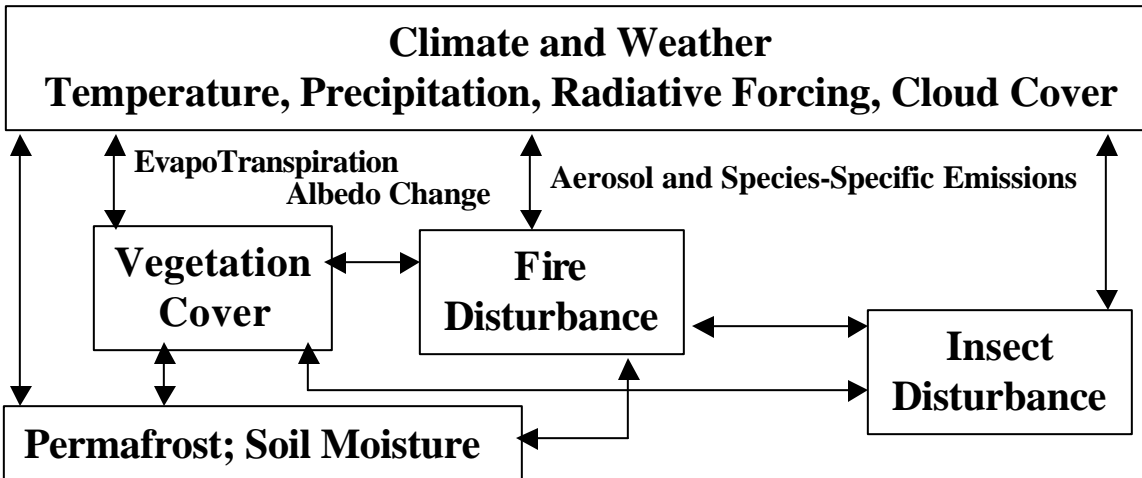 Climate and Weather
Temperature, Precipitation, Radiative Forcing, Cloud Cover
EvapoTranspiration
Albedo Change
Aerosol and Species-Specific Emissions
Vegetation
Cover
Fire
Disturbance
Insect
Disturbance
Permafrost; Soil Moisture